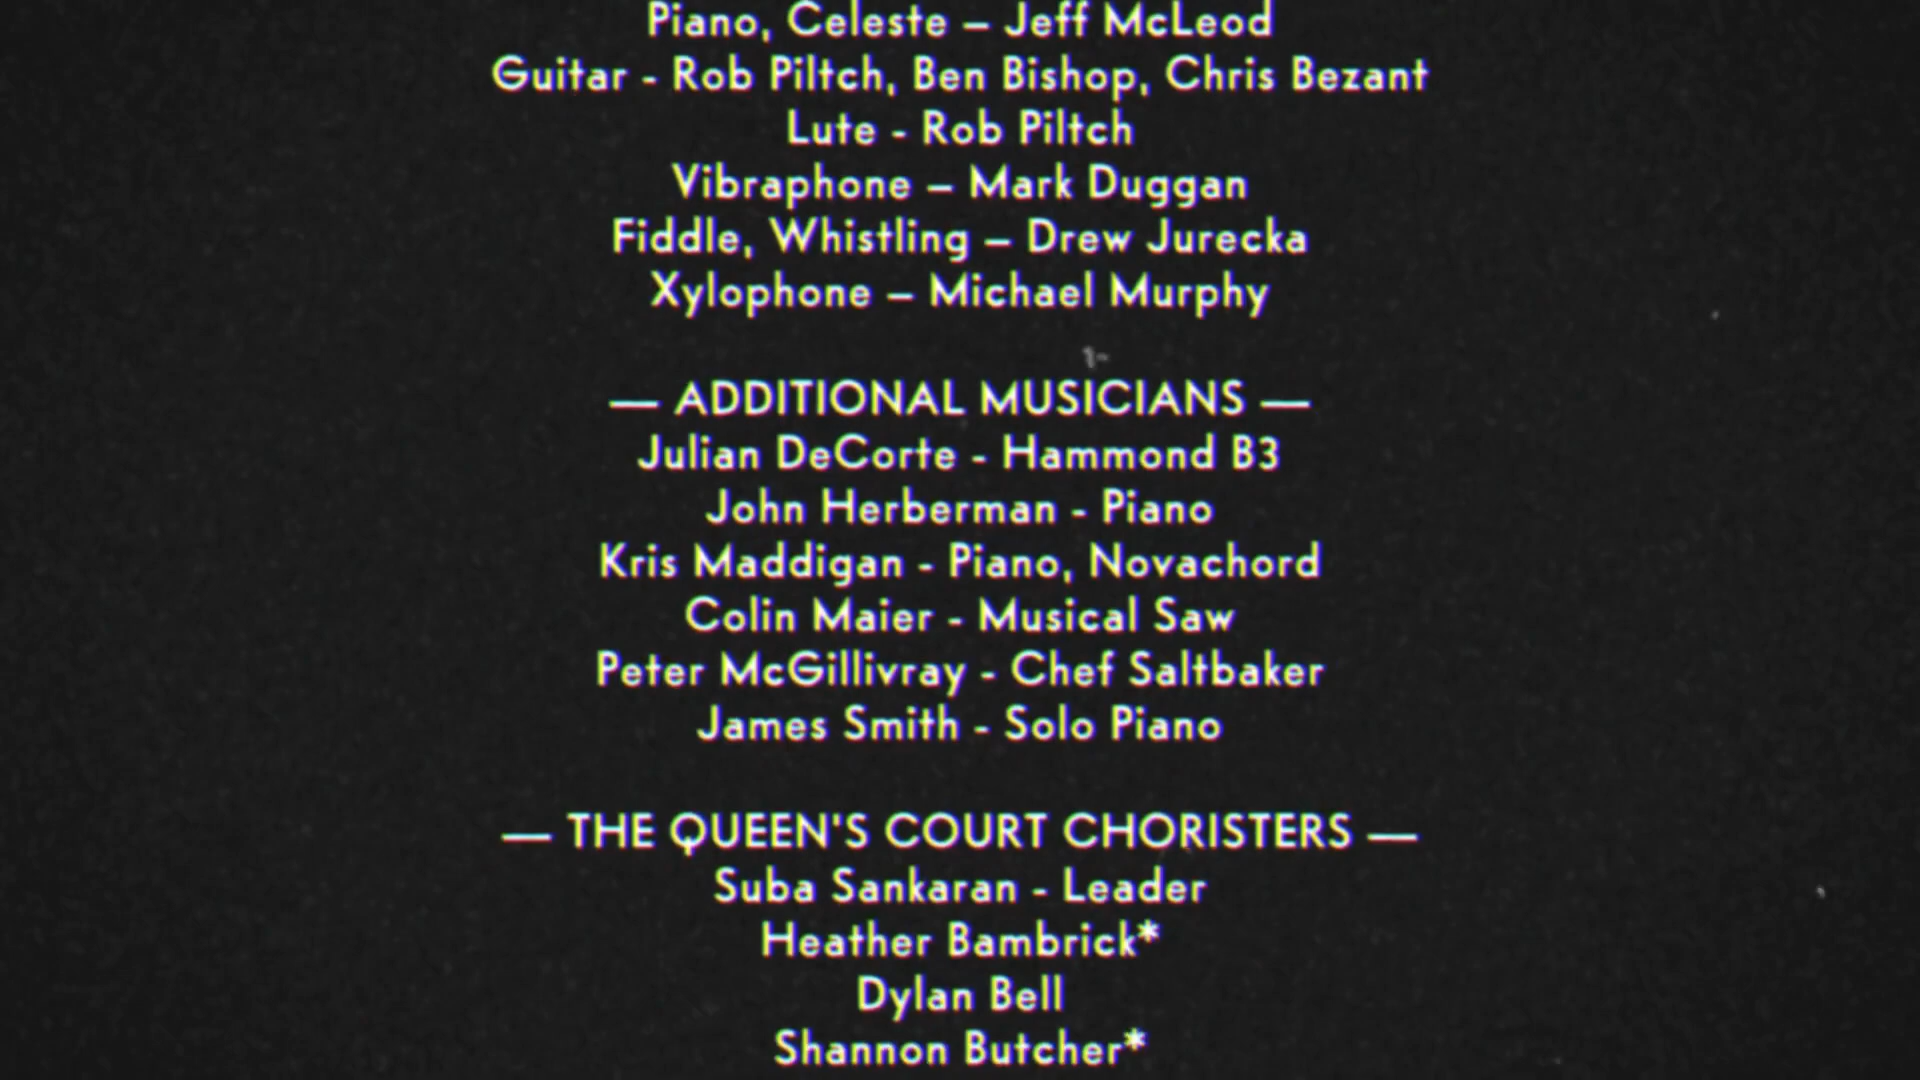 Piano, Celeste – Jeff McLeod
Guitar - Rob Piltch, Ben Bishop, Chris Bezant
Lute - Rob Piltch
Vibraphone – Mark Duggan
Fiddle, Whistling – Drew Jurecka
Xylophone – Michael Murphy
— ADDITIONAL MUSICIANS —
Julian DeCorte - Hammond B3
John Herberman - Piano
Kris Maddigan - Piano, Novachord
Colin Maier - Musical Saw
Peter McGillivray - Chef Saltbaker
James Smith - Solo Piano
— THE QUEEN'S COURT CHORISTERS —
Suba Sankaran - Leader
Heather Bambrick*
Dylan Bell
Shannon Butcher*